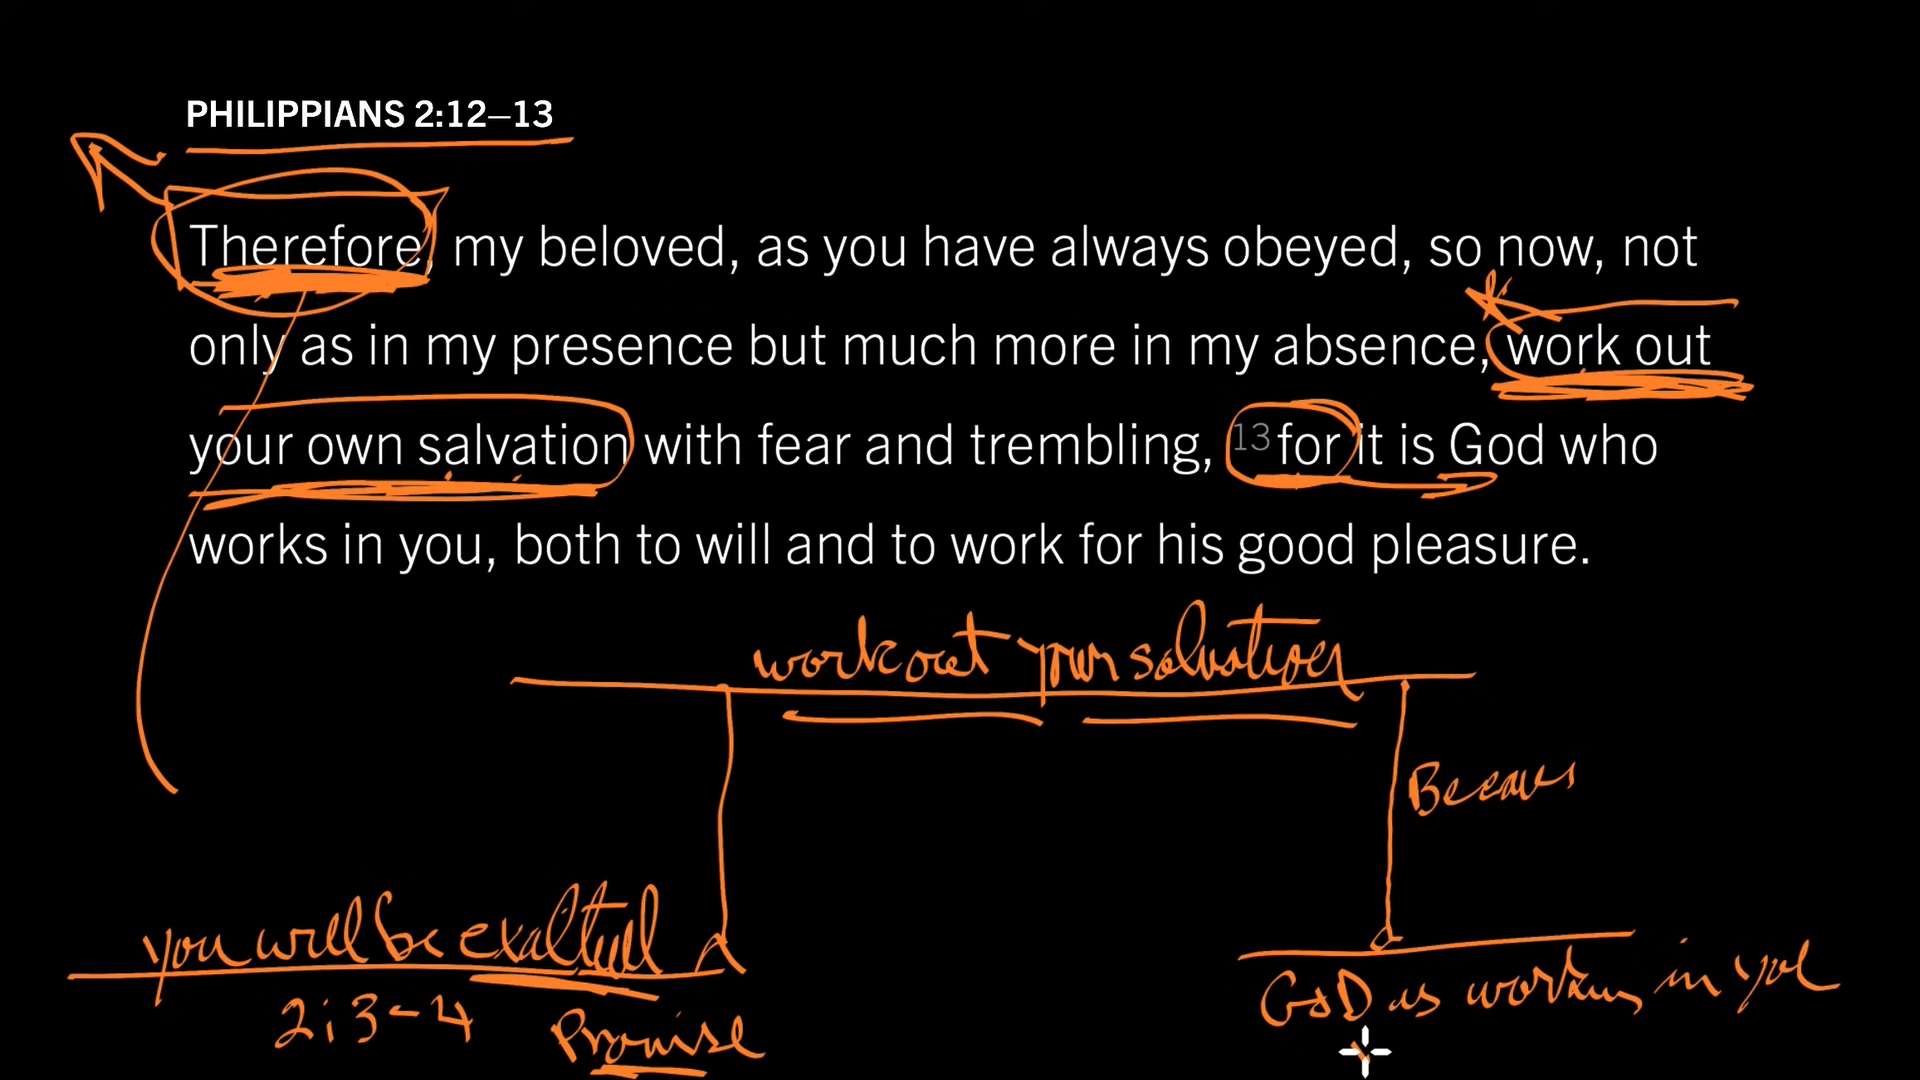 PHILIPPIANS 2:12–13
Therefore, my beloved, as you have always obeyed, so now, not
only as in my presence but much more in my absence, work out
your own salvation with fear and trembling, 13 for it is God who
works in you, both to will and to work for his good pleasure.
work out your salvation
Because
you will be exalted
2:3-4 Promise
GOD is working in you